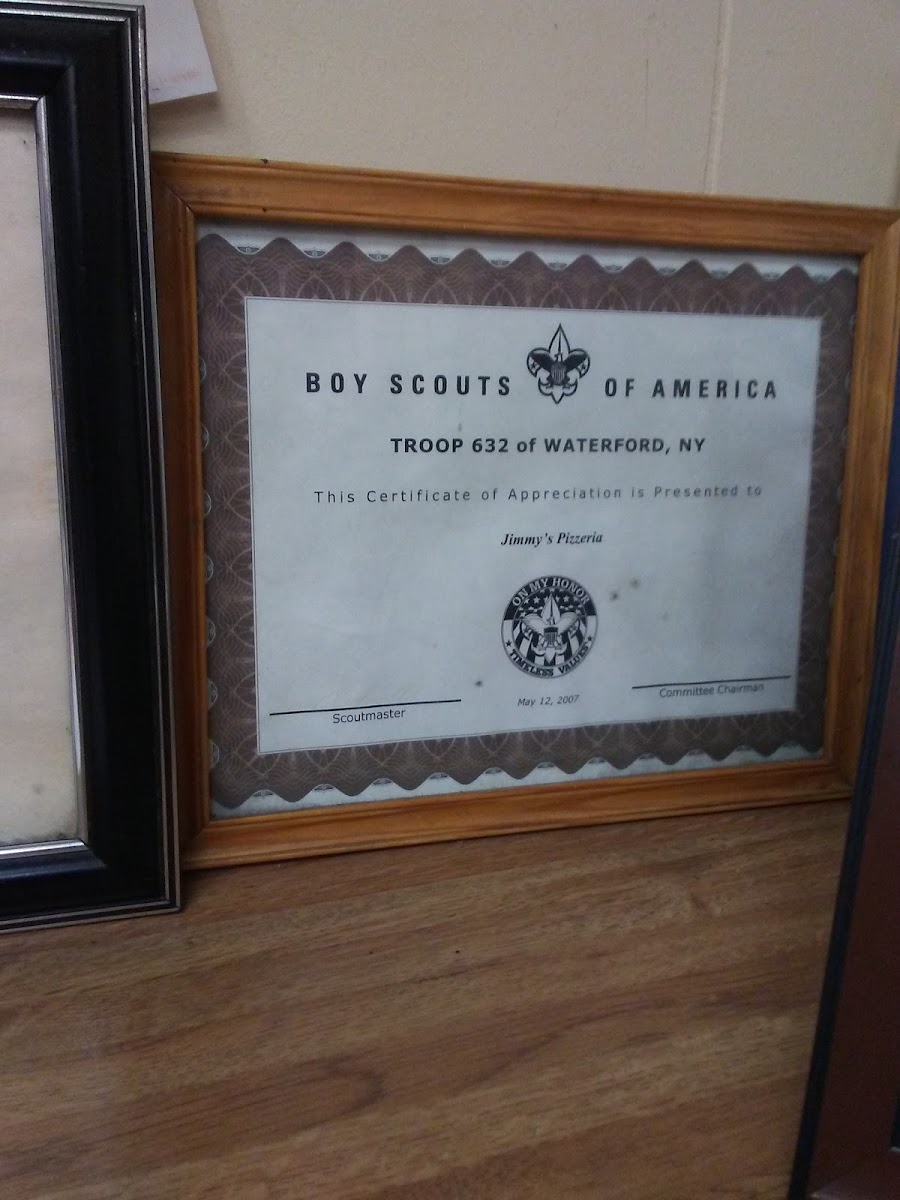 BOY SCOUTS OF AMERICA
TROOP 632 of WATERFORD, NY
This Certificate of Appreciation is Presented to
Jimmy's Pizzeria
ON MY HONOR
TIMELESS VALUES
May 12, 2007
Scoutmaster
Committee Chairman